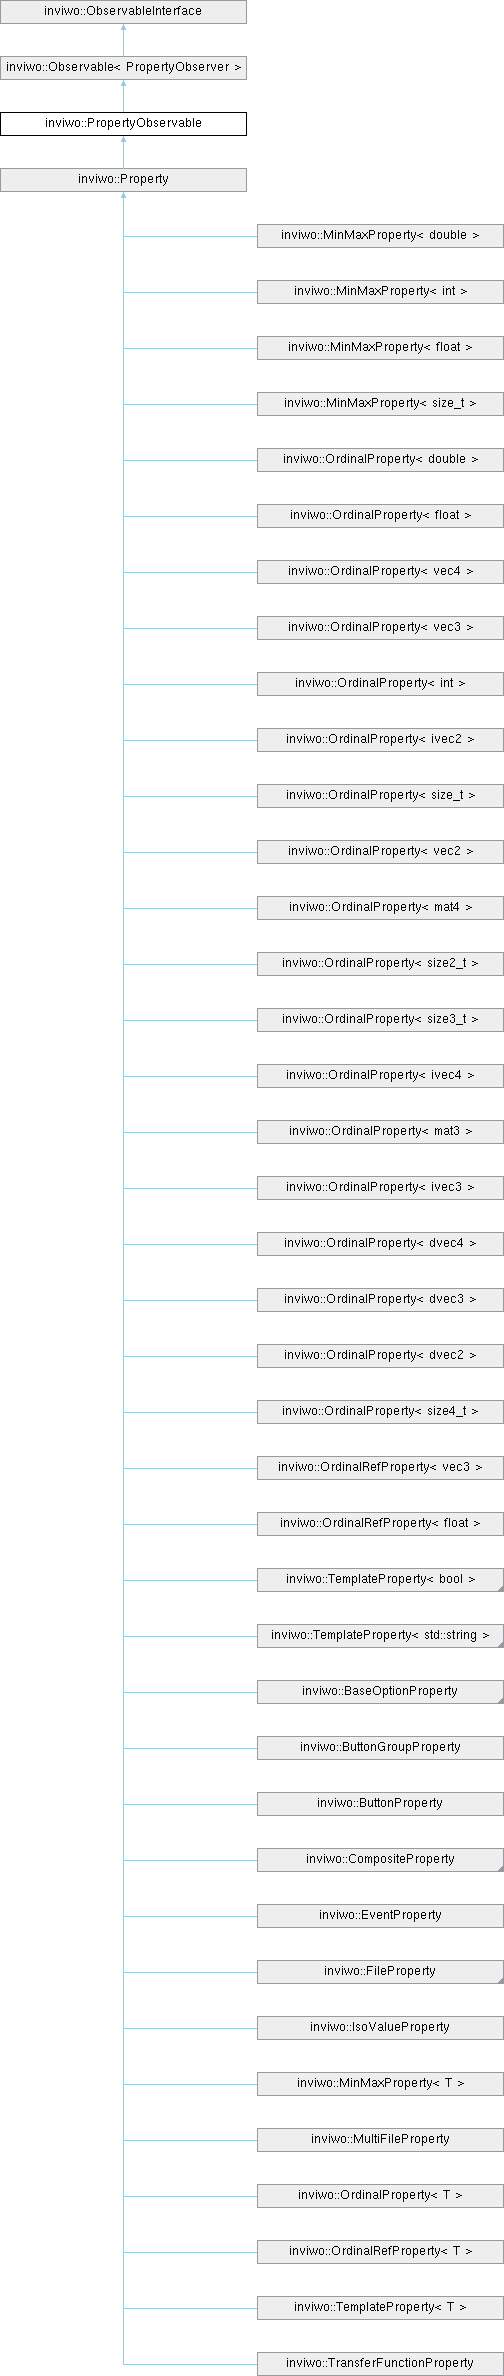 inviwo::ObservableInterface
inviwo::Observable< PropertyObserver >
inviwo::PropertyObservable
inviwo::Property
inviwo::MinMaxProperty< double >
inviwo::MinMaxProperty< int >
inviwo::MinMaxProperty< float >
inviwo::MinMaxProperty< size_t >
inviwo::OrdinalProperty< double >
inviwo::OrdinalProperty< float >
inviwo::OrdinalProperty< vec4 >
inviwo::OrdinalProperty< vec3 >
inviwo::OrdinalProperty< int >
inviwo::OrdinalProperty< ivec2 >
inviwo::OrdinalProperty< size_t >
inviwo::OrdinalProperty< vec2 >
inviwo::OrdinalProperty< mat4 >
inviwo::OrdinalProperty< size2_t >
inviwo::OrdinalProperty< size3_t >
inviwo::OrdinalProperty< ivec4 >
inviwo::OrdinalProperty< mat3 >
inviwo::OrdinalProperty< ivec3 >
inviwo::OrdinalProperty< dvec4 >
inviwo::OrdinalProperty< dvec3 >
inviwo::OrdinalProperty< dvec2 >
inviwo::OrdinalProperty< size4_t >
inviwo::OrdinalRefProperty< vec3 >
inviwo::OrdinalRefProperty< float >
inviwo::TemplateProperty< bool >
inviwo::TemplateProperty< std::string >
inviwo::BaseOptionProperty
inviwo::ButtonGroupProperty
inviwo::ButtonProperty
inviwo::CompositeProperty
inviwo::EventProperty
inviwo::FileProperty
inviwo::IsoValueProperty
inviwo::MinMaxProperty< T >
inviwo::MultiFileProperty
inviwo::OrdinalProperty< T >
inviwo::OrdinalRefProperty< T >
inviwo::TemplateProperty< T >
inviwo::TransferFunctionProperty